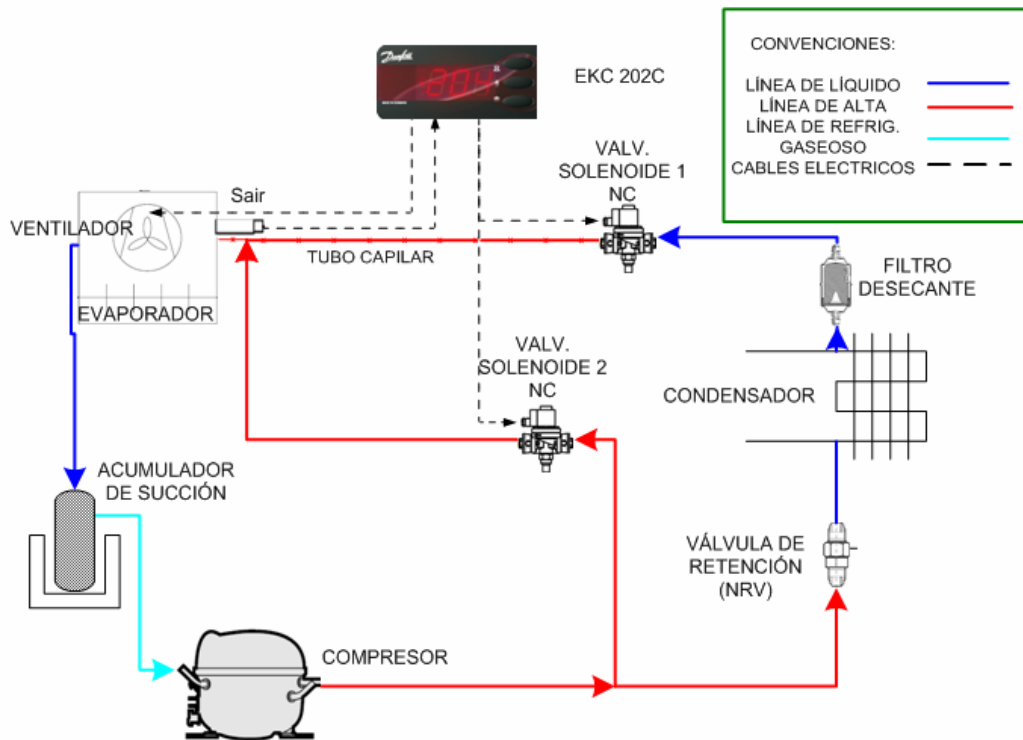 Danfoss
EKC 202C
CONVENCIONES:
LÍNEA DE LÍQUIDO
LÍNEA DE ALTA
LÍNEA DE REFRIG.
GASEOSO
CABLES ELECTRICOS
VALV.
SOLENOIDE 1
NC
Sair
VENTILADOR
TUBO CAPILAR
EVAPORADOR
FILTRO
DESECANTE
VALV.
SOLENOIDE 2
NC
CONDENSADOR
ACUMULADOR
DE SUCCIÓN
VÁLVULA DE
RETENCIÓN
(NRV)
COMPRESOR